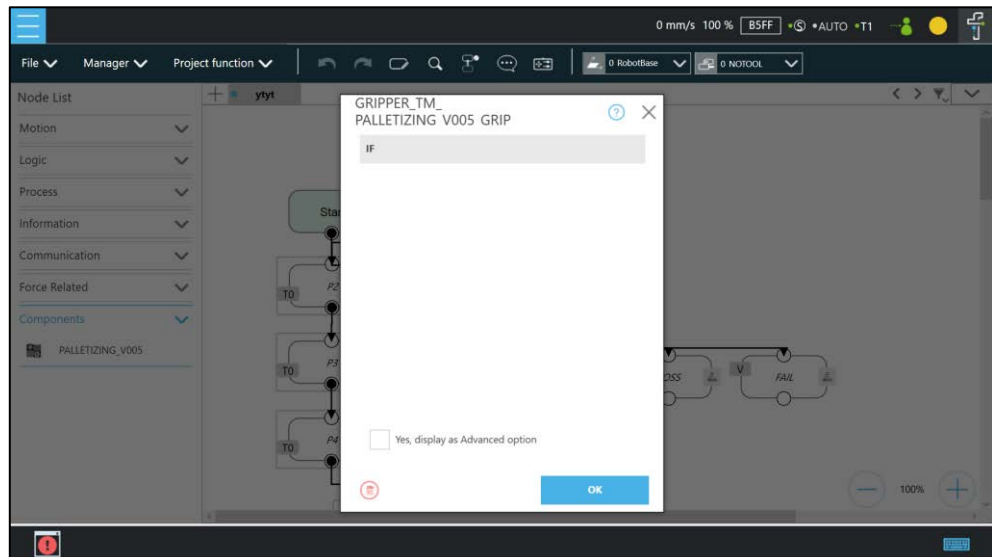 0 mm/s 100 % B5FF •Ⓢ •AUTO •T1
File Manager Project function 0 RobotBase 0 NOTOOL
Node List
ytyt
Motion
Logic
Process
Information
Communication
Force Related
Components
PALLETIZING_V005
GRIPPER_TM_
PALLETIZING V005 GRIP
IF
Yes, display as Advanced option
OK
Star
T0 P2
T0 P3
T0 P4
OSS
V FAIL
100%